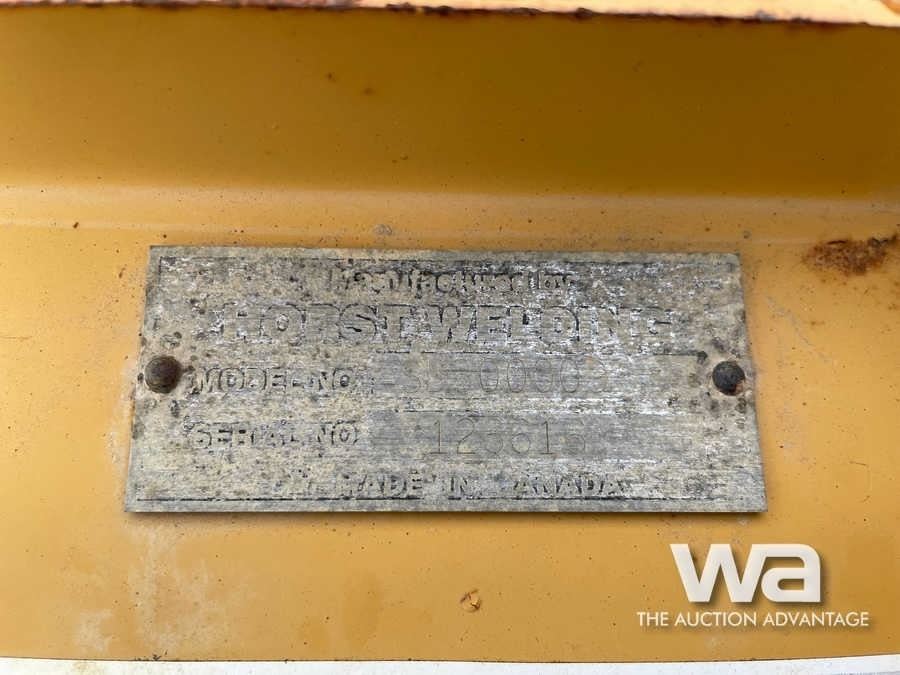 Manufactured by
HORST WELDING
MODEL NO.
SERIAL NO
MADE IN CANADA
wa
THE AUCTION ADVANTAGE